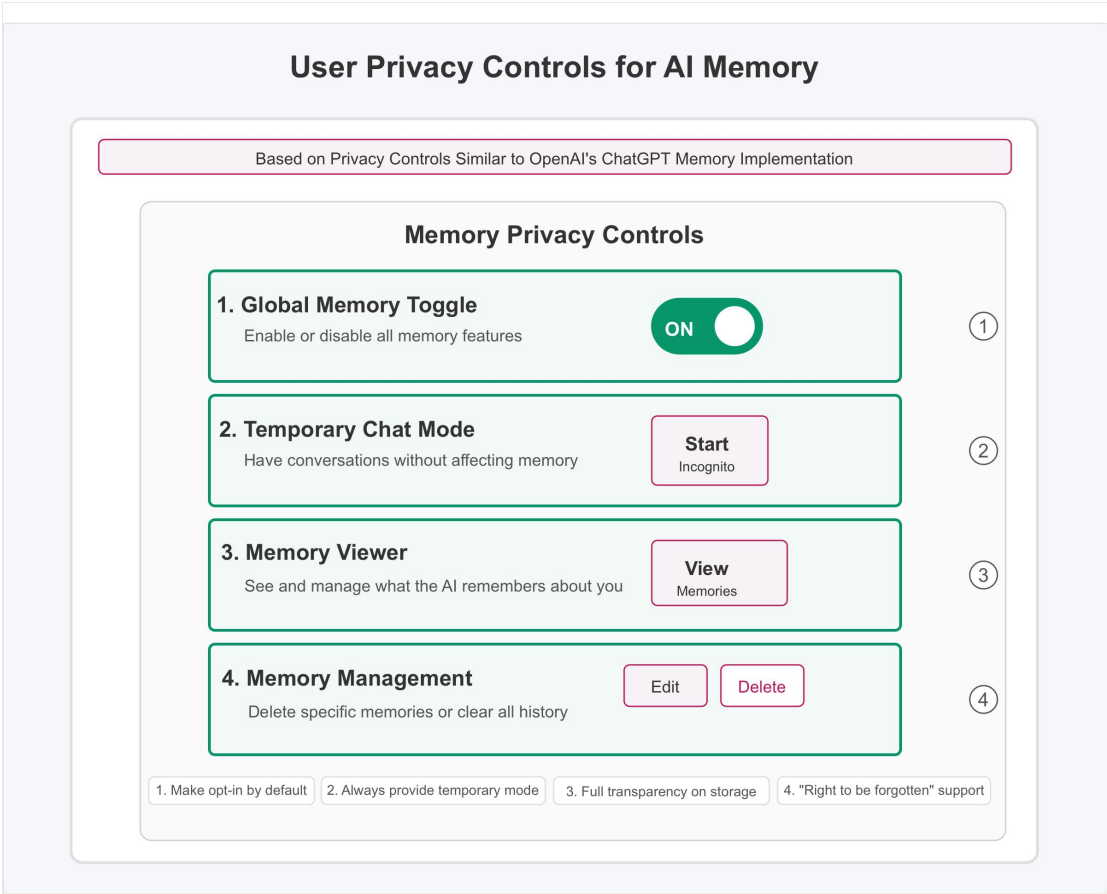 User Privacy Controls for AI Memory
Based on Privacy Controls Similar to OpenAI's ChatGPT Memory Implementation
Memory Privacy Controls
1. Global Memory Toggle
Enable or disable all memory features
ON
1
2. Temporary Chat Mode
Have conversations without affecting memory
Start
Incognito
2
3. Memory Viewer
See and manage what the AI remembers about you
View
Memories
3
4. Memory Management
Delete specific memories or clear all history
Edit
Delete
4
1. Make opt-in by default
2. Always provide temporary mode
3. Full transparency on storage
4. "Right to be forgotten" support